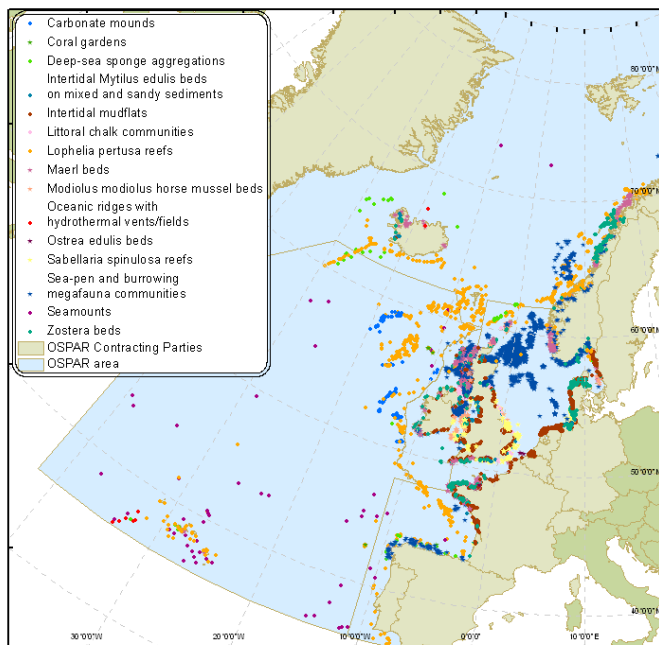 Carbonate mounds
Coral gardens
Deep-sea sponge aggregations
Intertidal Mytilus edulis beds
on mixed and sandy sediments
Intertidal mudflats
Littoral chalk communities
Lophelia pertusa reefs
Maerl beds
Modiolus modiolus horse mussel beds
Oceanic ridges with
hydrothermal vents/fields
Ostrea edulis beds
Sabellaria spinulosa reefs
Sea-pen and burrowing
megafauna communities
Seamounts
Zostera beds
OSPAR Contracting Parties
OSPAR area
80°0'0"N
70°0'0"N
60°0'0"N
50°0'0"N
40°0'0"N
30°0'0"W
20°0'0"W
10°0'0"W
0°0'0"
10°0'0"E